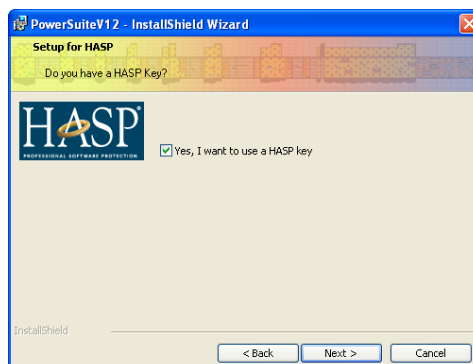 PowerSuiteV12 - InstallShield Wizard
Setup for HASP
Do you have a HASP Key?
HASP
PROFESSIONAL SOFTWARE PROTECTION
Yes, I want to use a HASP key
InstallShield
< Back
Next >
Cancel